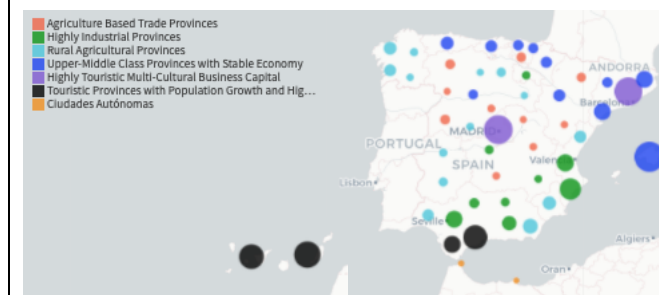 Agriculture Based Trade Provinces
Highly Industrial Provinces
Rural Agricultural Provinces
Upper-Middle Class Provinces with Stable Economy
Highly Touristic Multi-Cultural Business Capital
Touristic Provinces with Population Growth and Hig...
Ciudades Autónomas
ANDORRA
Barcelona
MADRID
PORTUGAL
SPAIN
Valencia
Lisbon
Seville
Algiers
Oran